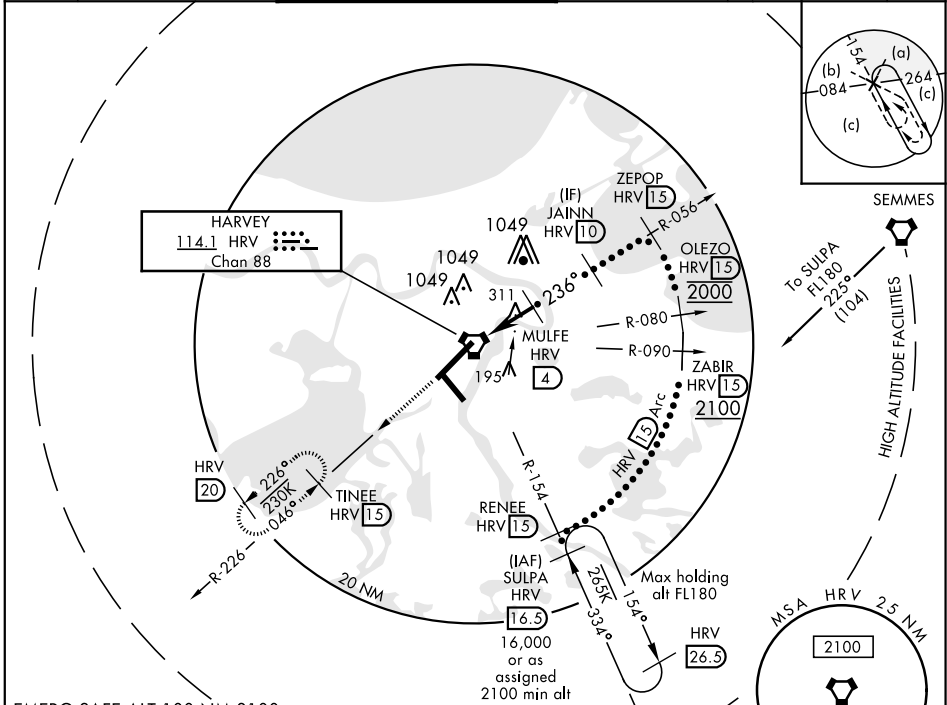 154
(a)
(b)
084
264
(c)
(c)
SEMMES
To SULPA
FL180
225°
(104)
HIGH ALTITUDE FACILITIES
HARVEY
114.1 HRV
Chan 88
ZEPOP
HRV 15
R-056
(IF)
JAINN
HRV 10
1049
1049
1049
236°
OLEZO
HRV 15
2000
311
R-080
MULFE
HRV
4
R-090
195
ZABIR
HRV 15
2100
HRV 15 Arc
HRV
20
226°
230K
046°
TINEE
HRV 15
R-226
20 NM
R-154
RENEE
HRV 15
(IAF)
SULPA
HRV
16.5
16,000
or as
assigned
2100 min alt
265K
334°
154°
Max holding
alt FL180
HRV
26.5
MSA HRV 25 NM
2100